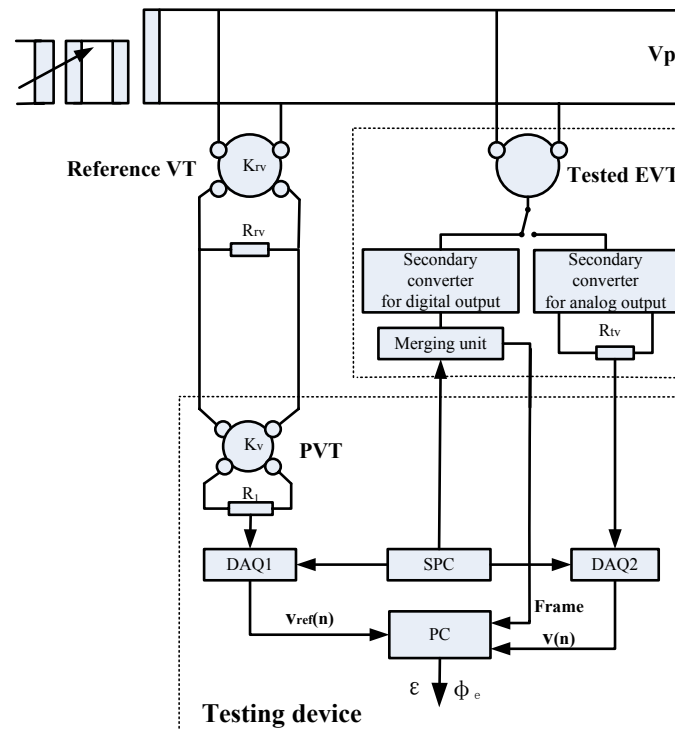 Vp
Reference VT
Krv
Tested EVT
Rrv
Secondary
converter
for digital output
Secondary
converter
for analog output
Merging unit
Rtv
Kv
PVT
R1
DAQ1
SPC
DAQ2
Frame
vref(n)
PC
v(n)
ε
ϕe
Testing device